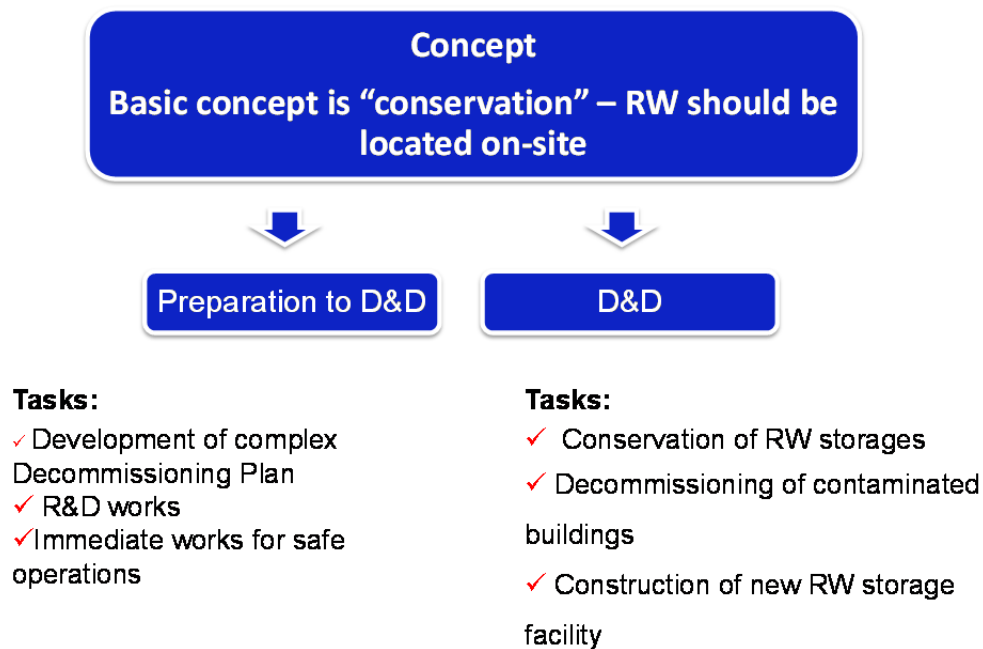 Concept
Basic concept is “conservation” – RW should be
located on-site
Preparation to D&D
D&D
Tasks:
✓ Development of complex
Decommissioning Plan
✓ R&D works
✓Immediate works for safe
operations
Tasks:
✓ Conservation of RW storages
✓ Decommissioning of contaminated
buildings
✓ Construction of new RW storage
facility